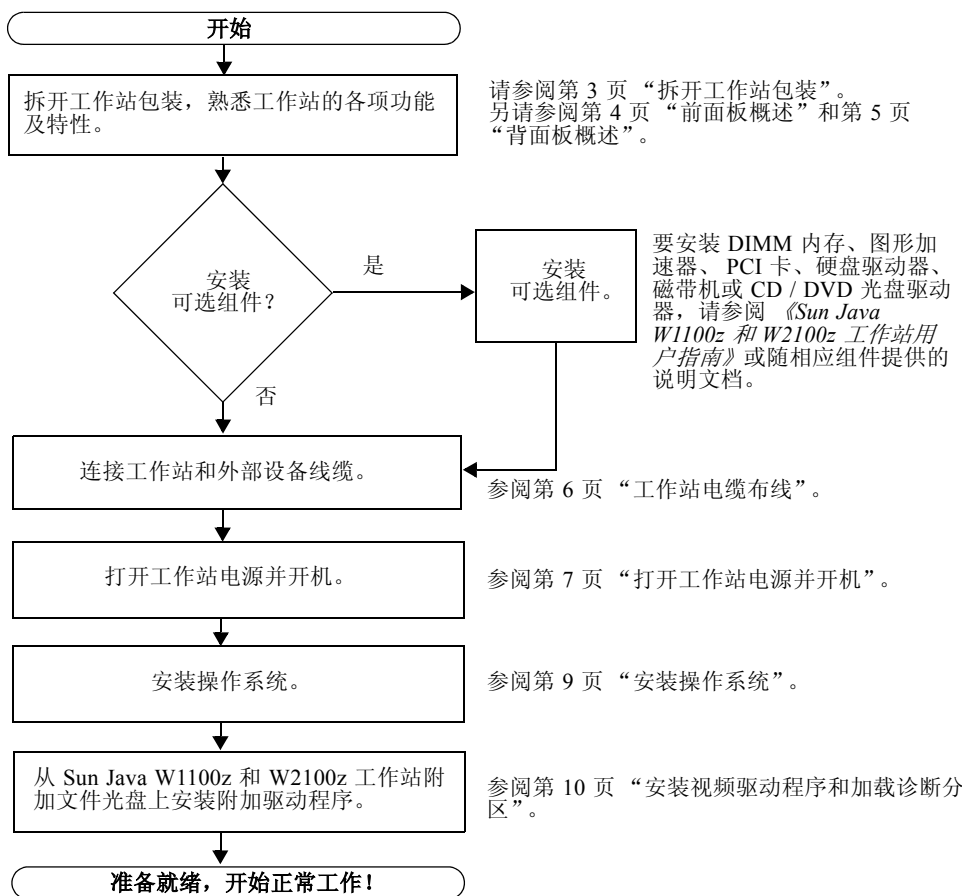 开始
拆开工作站包装，熟悉工作站的各项功能
及特性。
请参阅第 3 页 “拆开工作站包装”。
另请参阅第 4 页 “前面板概述”和第 5 页
“背面板概述”。
安装
可选组件？
是
安装
可选组件。
要安装 DIMM 内存、图形加
速器、 PCI 卡、硬盘驱动器、
磁带机或 CD / DVD 光盘驱动
器，请参阅 《Sun Java
W1100z 和 W2100z 工作站用
户指南》或随相应组件提供的
说明文档。
否
连接工作站和外部设备线缆。
参阅第 6 页 “工作站电缆布线”。
打开工作站电源并开机。
参阅第 7 页 “打开工作站电源并开机”。
安装操作系统。
参阅第 9 页 “安装操作系统”。
从 Sun Java W1100z 和 W2100z 工作站附
加文件光盘上安装附加驱动程序。
参阅第 10 页 “安装视频驱动程序和加载诊断分
区”。
准备就绪，开始正常工作！